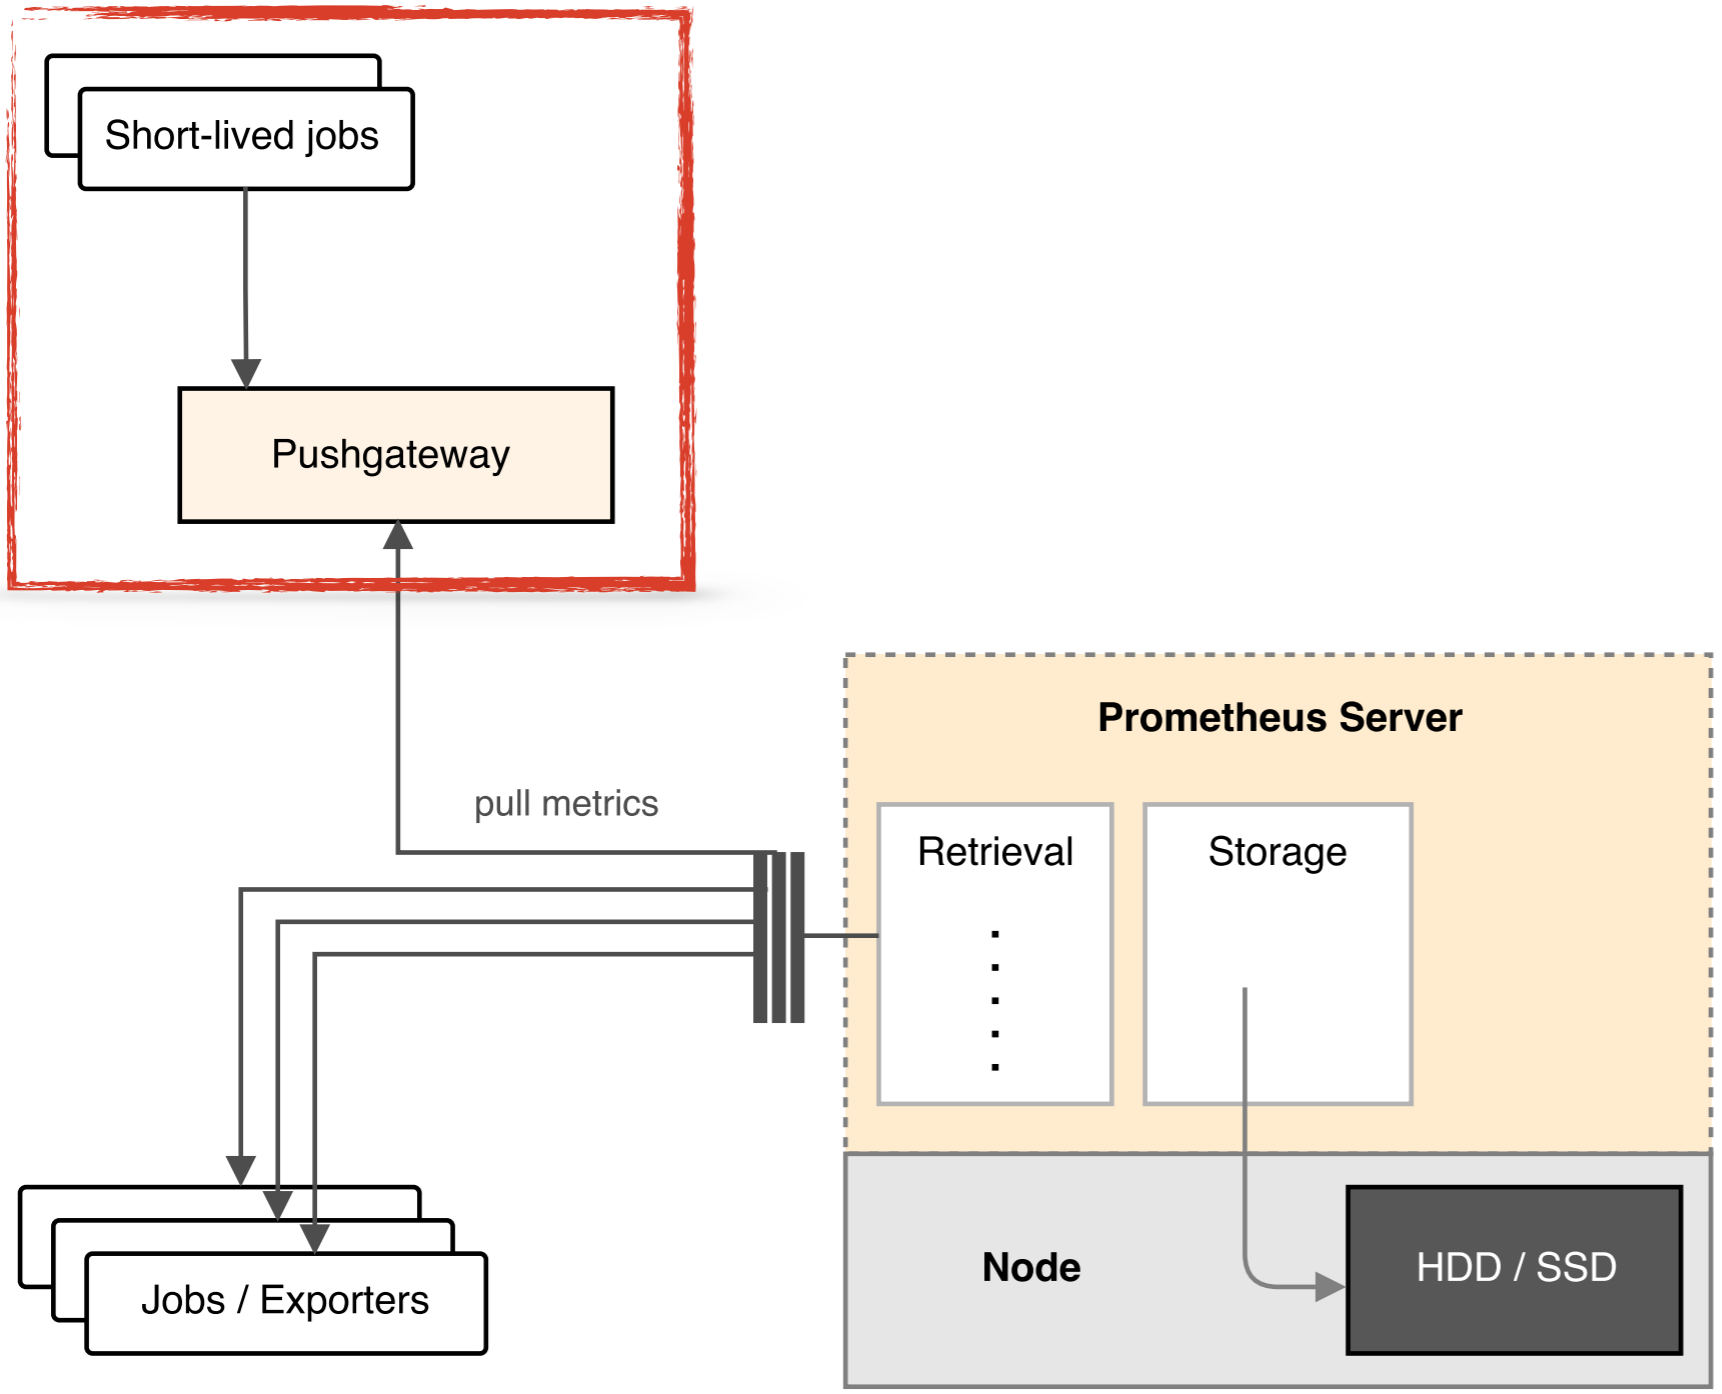 Short-lived jobs
Pushgateway
pull metrics
Prometheus Server
Retrieval
Storage
Node
HDD / SSD
Jobs / Exporters